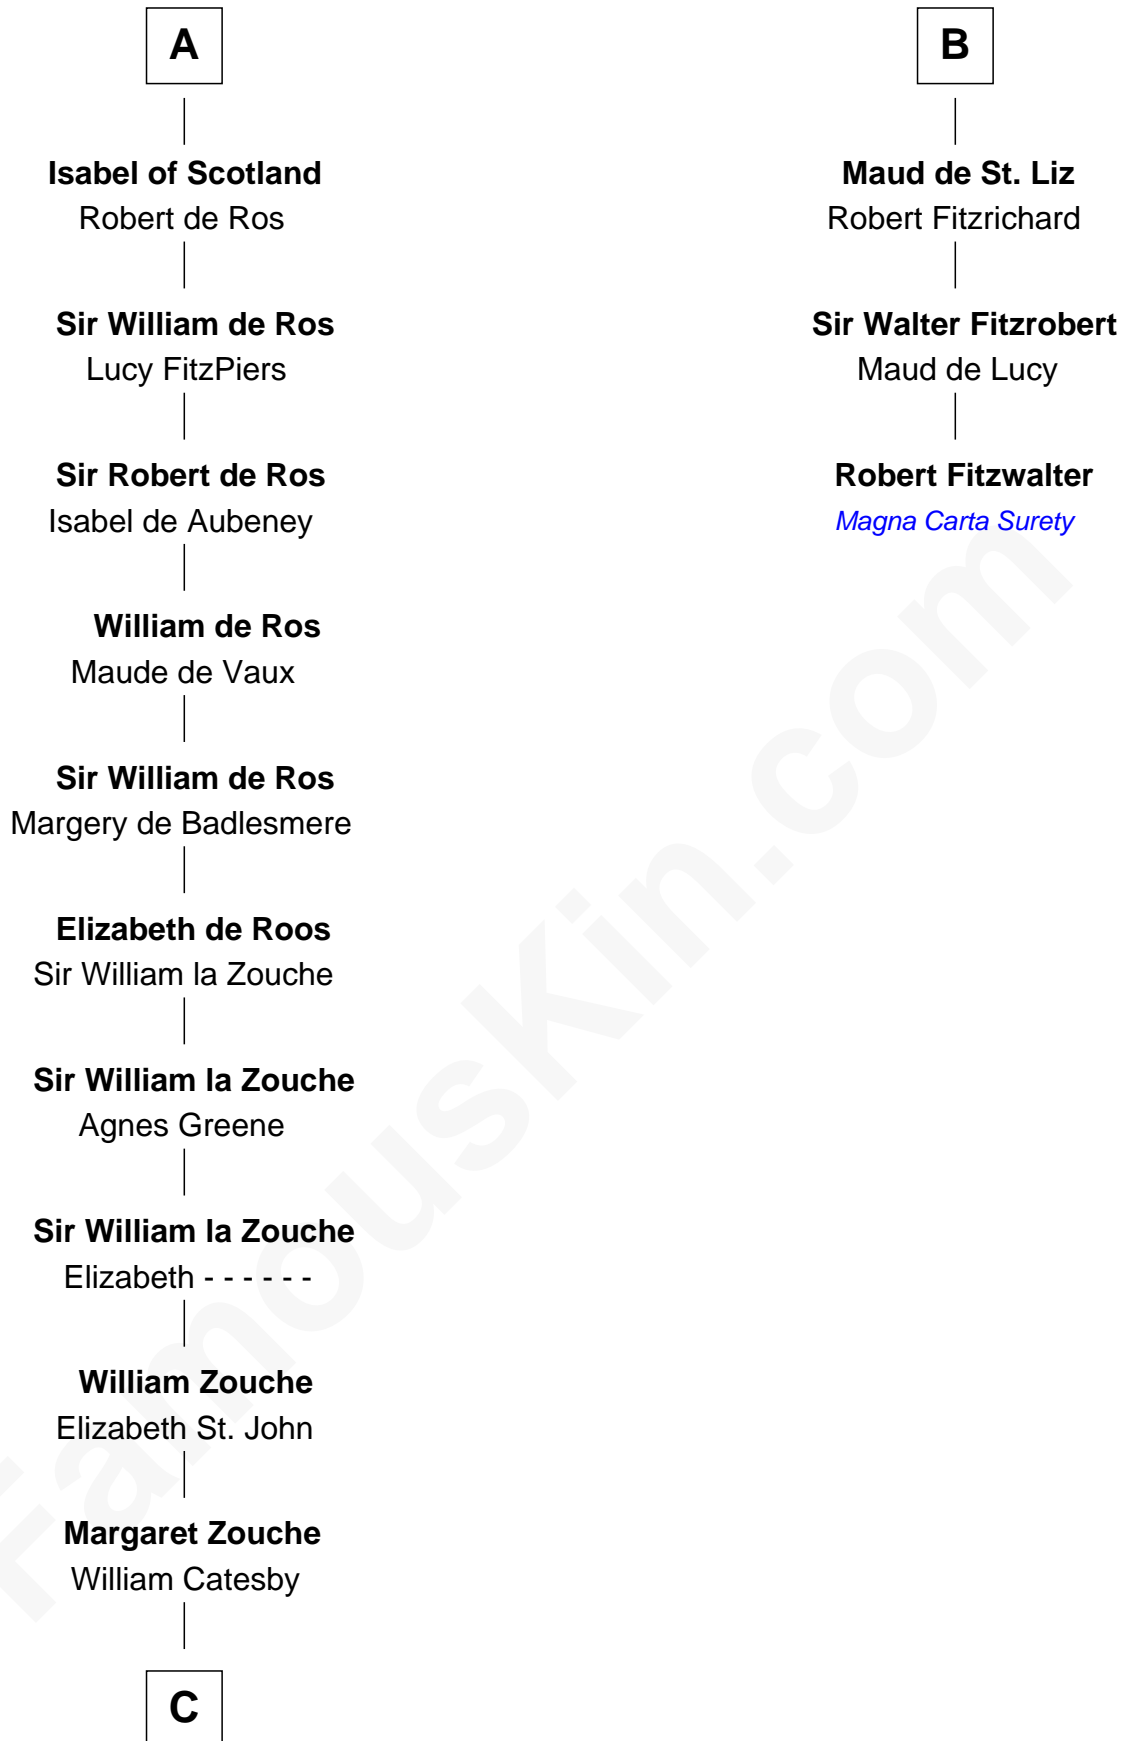 A
Isabel of Scotland
Robert de Ros
Sir William de Ros
Lucy FitzPiers
Sir Robert de Ros
Isabel de Aubeney
William de Ros
Maude de Vaux
Sir William de Ros
Margery de Badlesmere
Elizabeth de Roos
Sir William la Zouche
Sir William la Zouche
Agnes Greene
Sir William la Zouche
Elizabeth - - - - - -
William Zouche
Elizabeth St. John
Margaret Zouche
William Catesby
C
B
Maud de St. Liz
Robert Fitzrichard
Sir Walter Fitzrobert
Maud de Lucy
Robert Fitzwalter
Magna Carta Surety
FamousKin.com